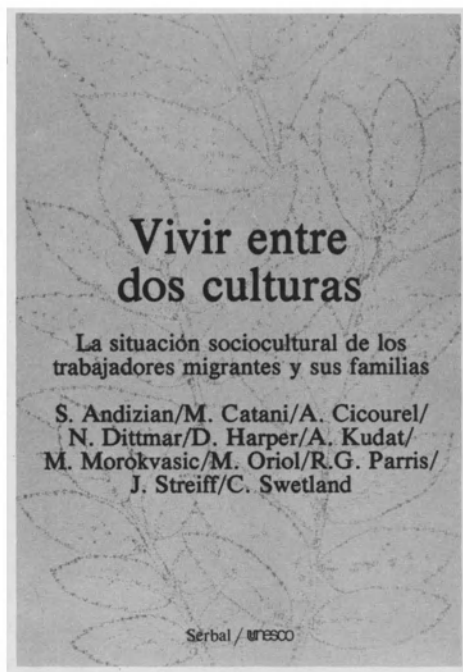 Vivir entre
dos culturas
La situación sociocultural de los
trabajadores migrantes y sus familias
S. Andizian/M. Catani/A. Cicourel/
N. Dittmar/D. Harper/A. Kudat/
M. Morokvasic/M. Oriol/R.G. Parris/
J. Streiff/C. Swetland
Serbal / unesco